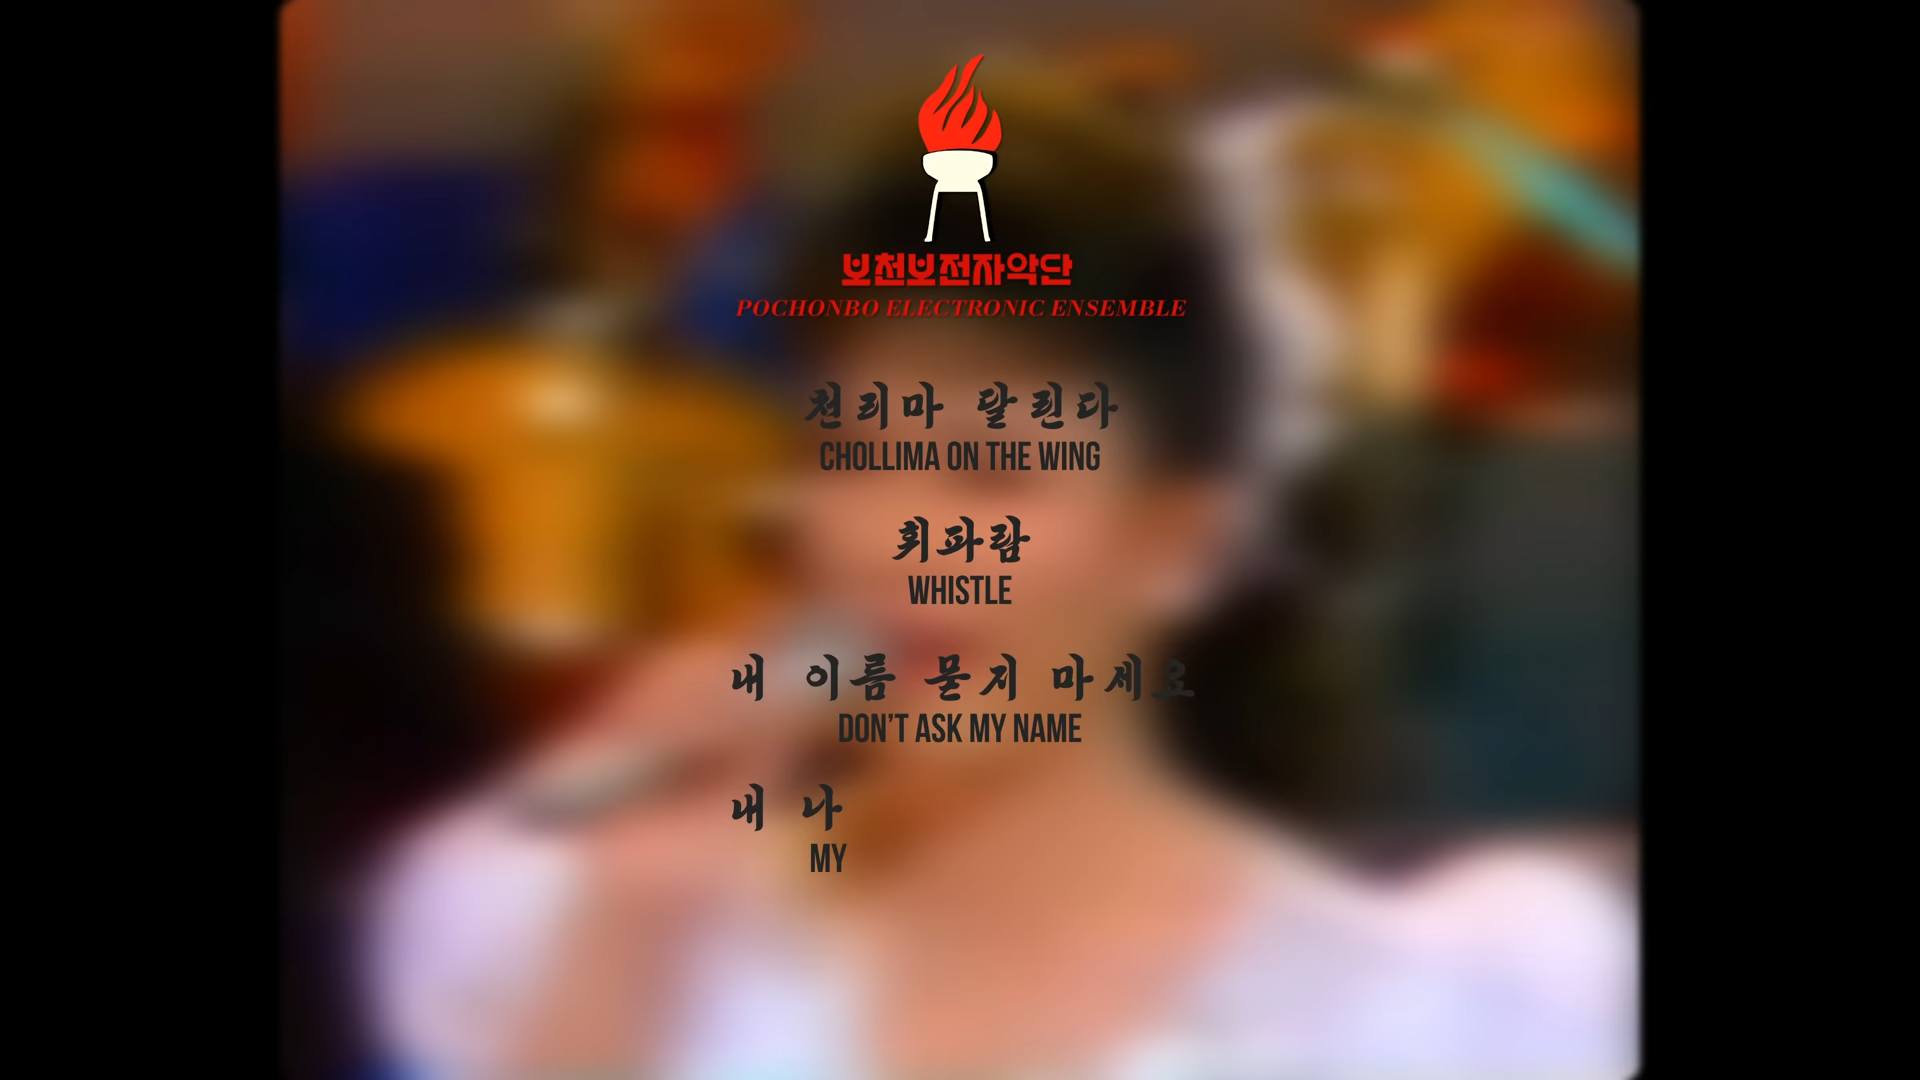 보천보전자악단
POCHONBO ELECTRONIC ENSEMBLE
천리마 달린다
CHOLLIMA ON THE WING
휘파람
WHISTLE
내 이름 묻지 마세요
DON'T ASK MY NAME
내 나
MY